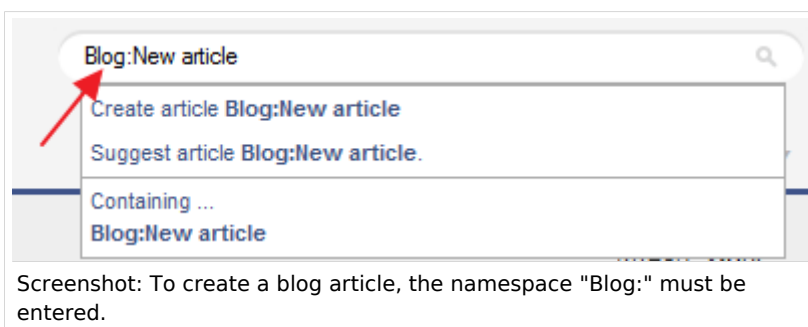 Blog:New article
Create article Blog:New article
Suggest article Blog:New article.
Containing ...
Blog:New article
Screenshot: To create a blog article, the namespace "Blog:" must be
entered.